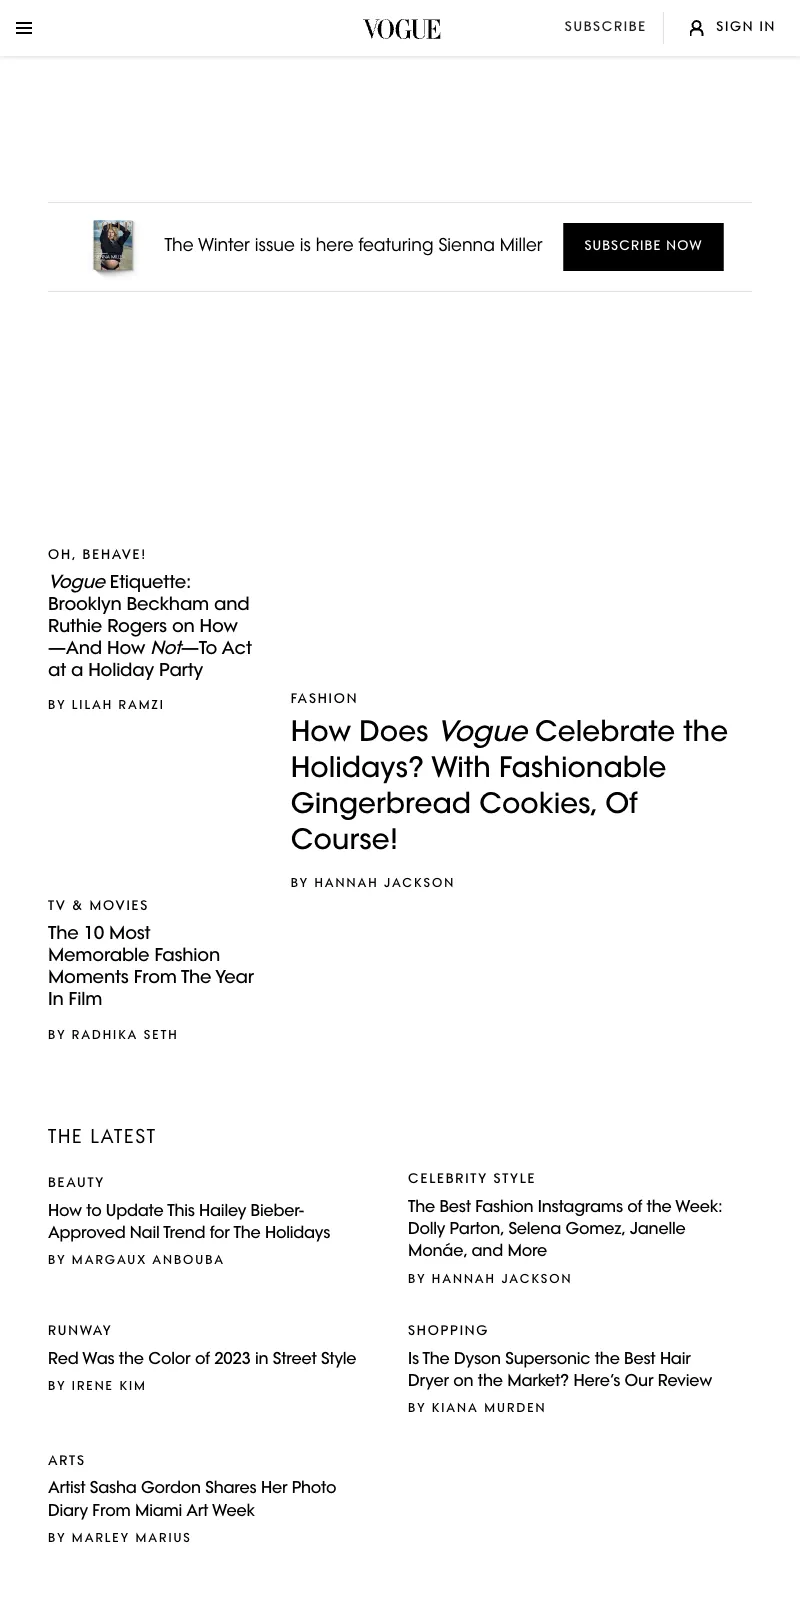 VOGUE
SUBSCRIBE
SIGN IN
The Winter issue is here featuring Sienna Miller
SUBSCRIBE NOW
OH, BEHAVE!
Vogue Etiquette:
Brooklyn Beckham and
Ruthie Rogers on How
—And How Not—To Act
at a Holiday Party
BY LILAH RAMZI
FASHION
How Does Vogue Celebrate the
Holidays? With Fashionable
Gingerbread Cookies, Of
Course!
BY HANNAH JACKSON
TV & MOVIES
The 10 Most
Memorable Fashion
Moments From The Year
In Film
BY RADHIKA SETH
THE LATEST
BEAUTY
How to Update This Hailey Bieber-
Approved Nail Trend for The Holidays
BY MARGAUX ANBOUBA
CELEBRITY STYLE
The Best Fashion Instagrams of the Week:
Dolly Parton, Selena Gomez, Janelle
Monáe, and More
BY HANNAH JACKSON
RUNWAY
Red Was the Color of 2023 in Street Style
BY IRENE KIM
SHOPPING
Is The Dyson Supersonic the Best Hair
Dryer on the Market? Here’s Our Review
BY KIANA MURDEN
ARTS
Artist Sasha Gordon Shares Her Photo
Diary From Miami Art Week
BY MARLEY MARIUS